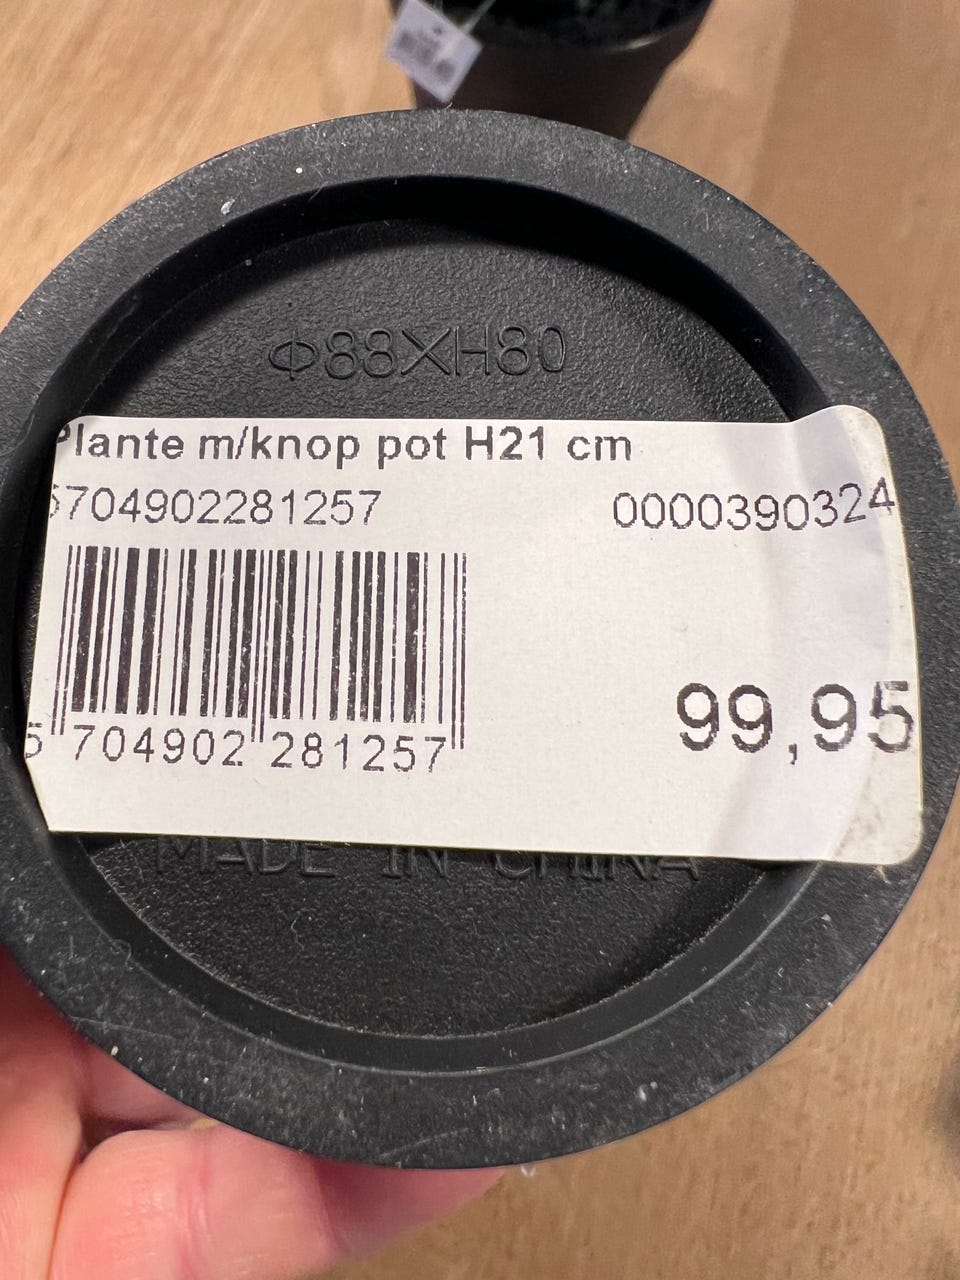 Φ88XH80
Plante m/knop pot H21 cm
5704902281257 0000390324
5 704902 281257
99,95
MADE IN CHINA